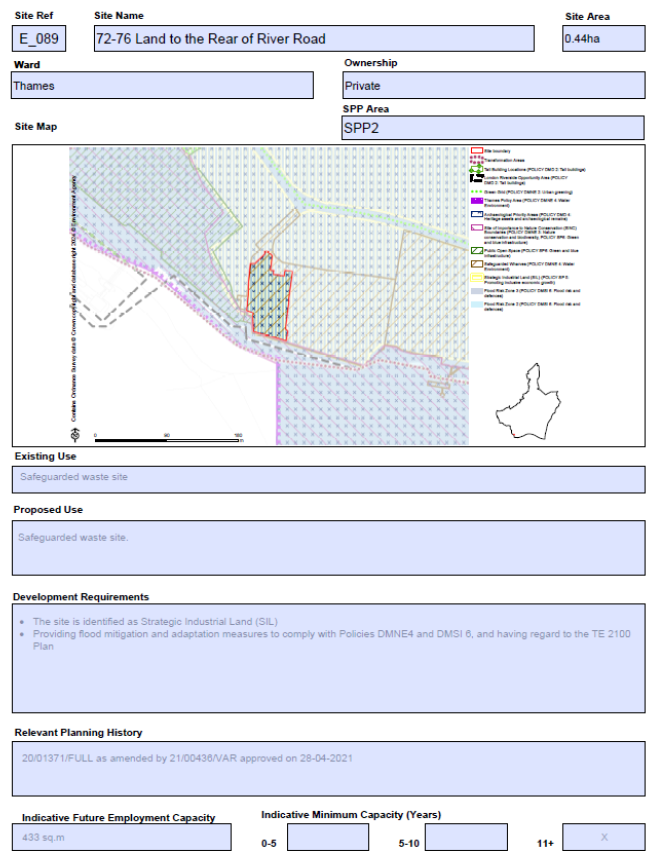 Site Ref Site Name Site Area
E_089 72-76 Land to the Rear of River Road 0.44ha
Ward Ownership
Thames Private
SPP Area
Site Map SPP2
Site boundary
Transformation Areas
Tall Building Locations (POLICY DMD 2: Tall buildings)
London Riverside Opportunity Area (POLICY
DMD 2: Tall buildings)
Green Grid (POLICY DMNE 2: Urban greening)
Thames Policy Area (POLICY DMNE 4: Water
Environment)
Archaeological Priority Areas (POLICY DMD 4:
Heritage assets and archaeological remains)
Site of Importance to Nature Conservation (SINC)
Boundaries (POLICY DMNE 3: Nature
conservation and biodiversity, POLICY SP6: Green
and blue infrastructure)
Public Open Space (POLICY SP6: Green and blue
infrastructure)
Safeguarded Wharves (POLICY DMNE 4: Water
Environment)
Strategic Industrial Land (SIL) (POLICY SP 5:
Promoting inclusive economic growth)
Flood Risk Zone 3 (POLICY DMSI 6: Flood risk and
defences)
Flood Risk Zone 2 (POLICY DMSI 6: Flood risk and
defences)
Contains Ordnance Survey data © Crown copyright and database right 2020 © Environment Agency
0
Existing Use
Safeguarded waste site
Proposed Use
Safeguarded waste site.
Development Requirements
• The site is identified as Strategic Industrial Land (SIL)
• Providing flood mitigation and adaptation measures to comply with Policies DMNE4 and DMSI 6, and having regard to the TE 2100
Plan
Relevant Planning History
20/01371/FULL as amended by 21/00436/VAR approved on 28-04-2021
Indicative Future Employment Capacity Indicative Minimum Capacity (Years)
433 sq.m 0-5 5-10 11+ X